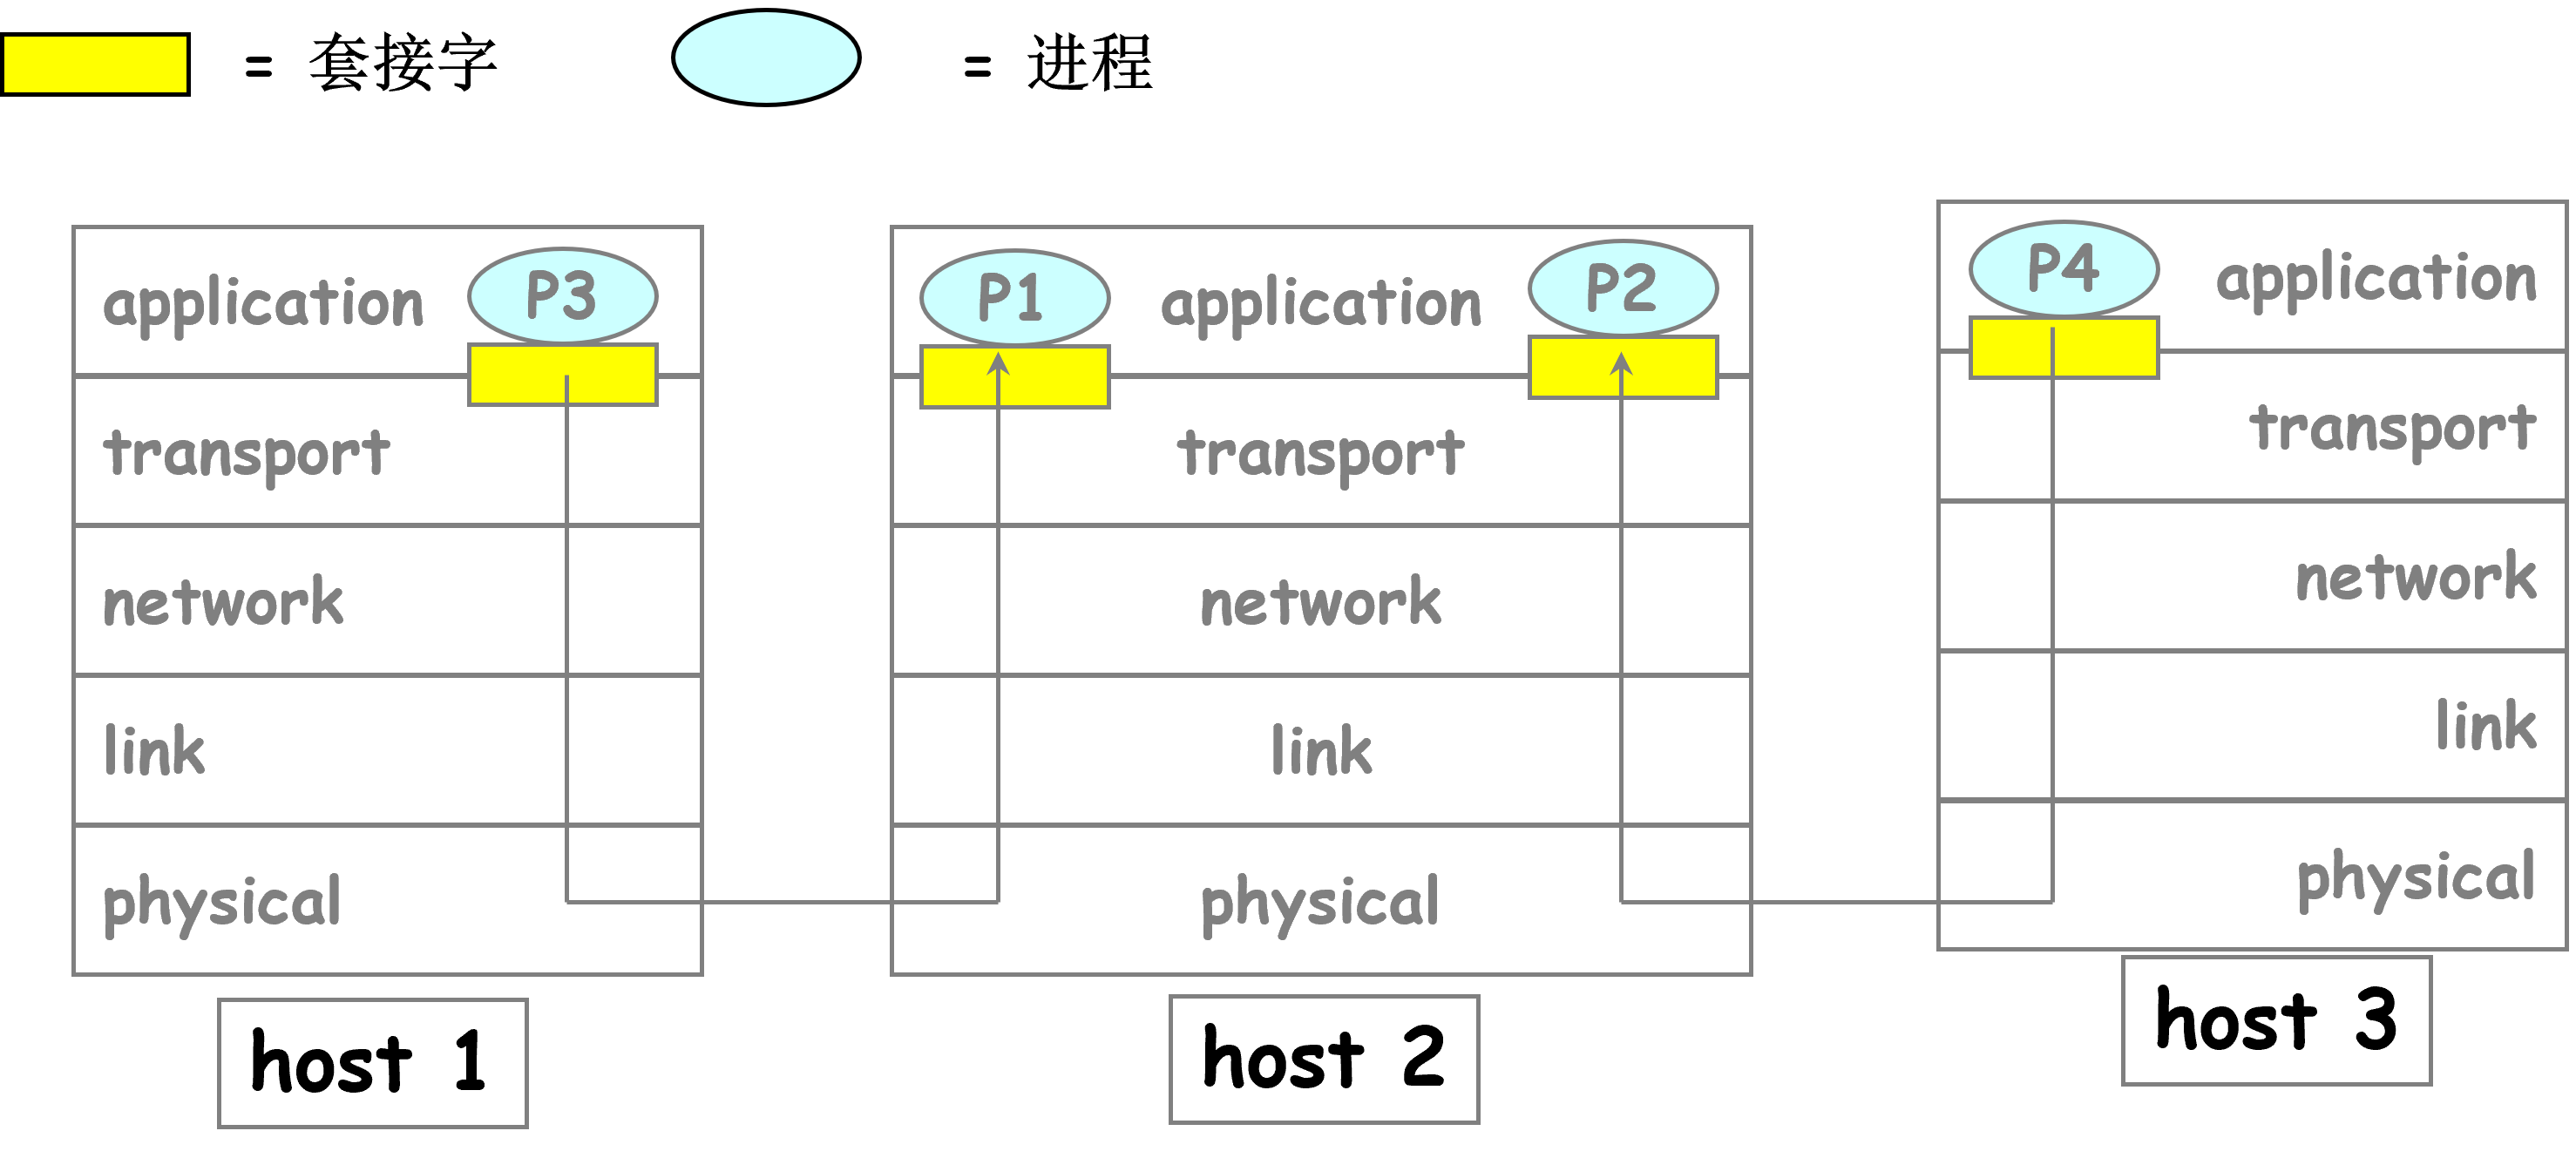 = 套接字
= 进程
application
P3
transport
network
link
physical
host 1
P1
application
P2
transport
network
link
physical
host 2
P4
application
transport
network
link
physical
host 3